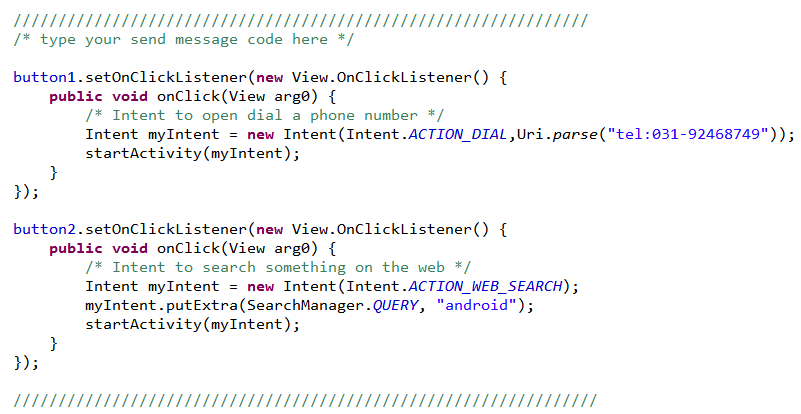 ////////////////////////////////////////////////////////////////
/* type your send message code here */
button1.setOnClickListener(new View.OnClickListener() {
    public void onClick(View arg0) {
        /* Intent to open dial a phone number */
        Intent myIntent = new Intent(Intent.ACTION_DIAL,Uri.parse("tel:031-92468749"));
        startActivity(myIntent);
    }
});
button2.setOnClickListener(new View.OnClickListener() {
    public void onClick(View arg0) {
        /* Intent to search something on the web */
        Intent myIntent = new Intent(Intent.ACTION_WEB_SEARCH);
        myIntent.putExtra(SearchManager.QUERY, "android");
        startActivity(myIntent);
    }
});
/////////////////////////////////////////////////////////////////